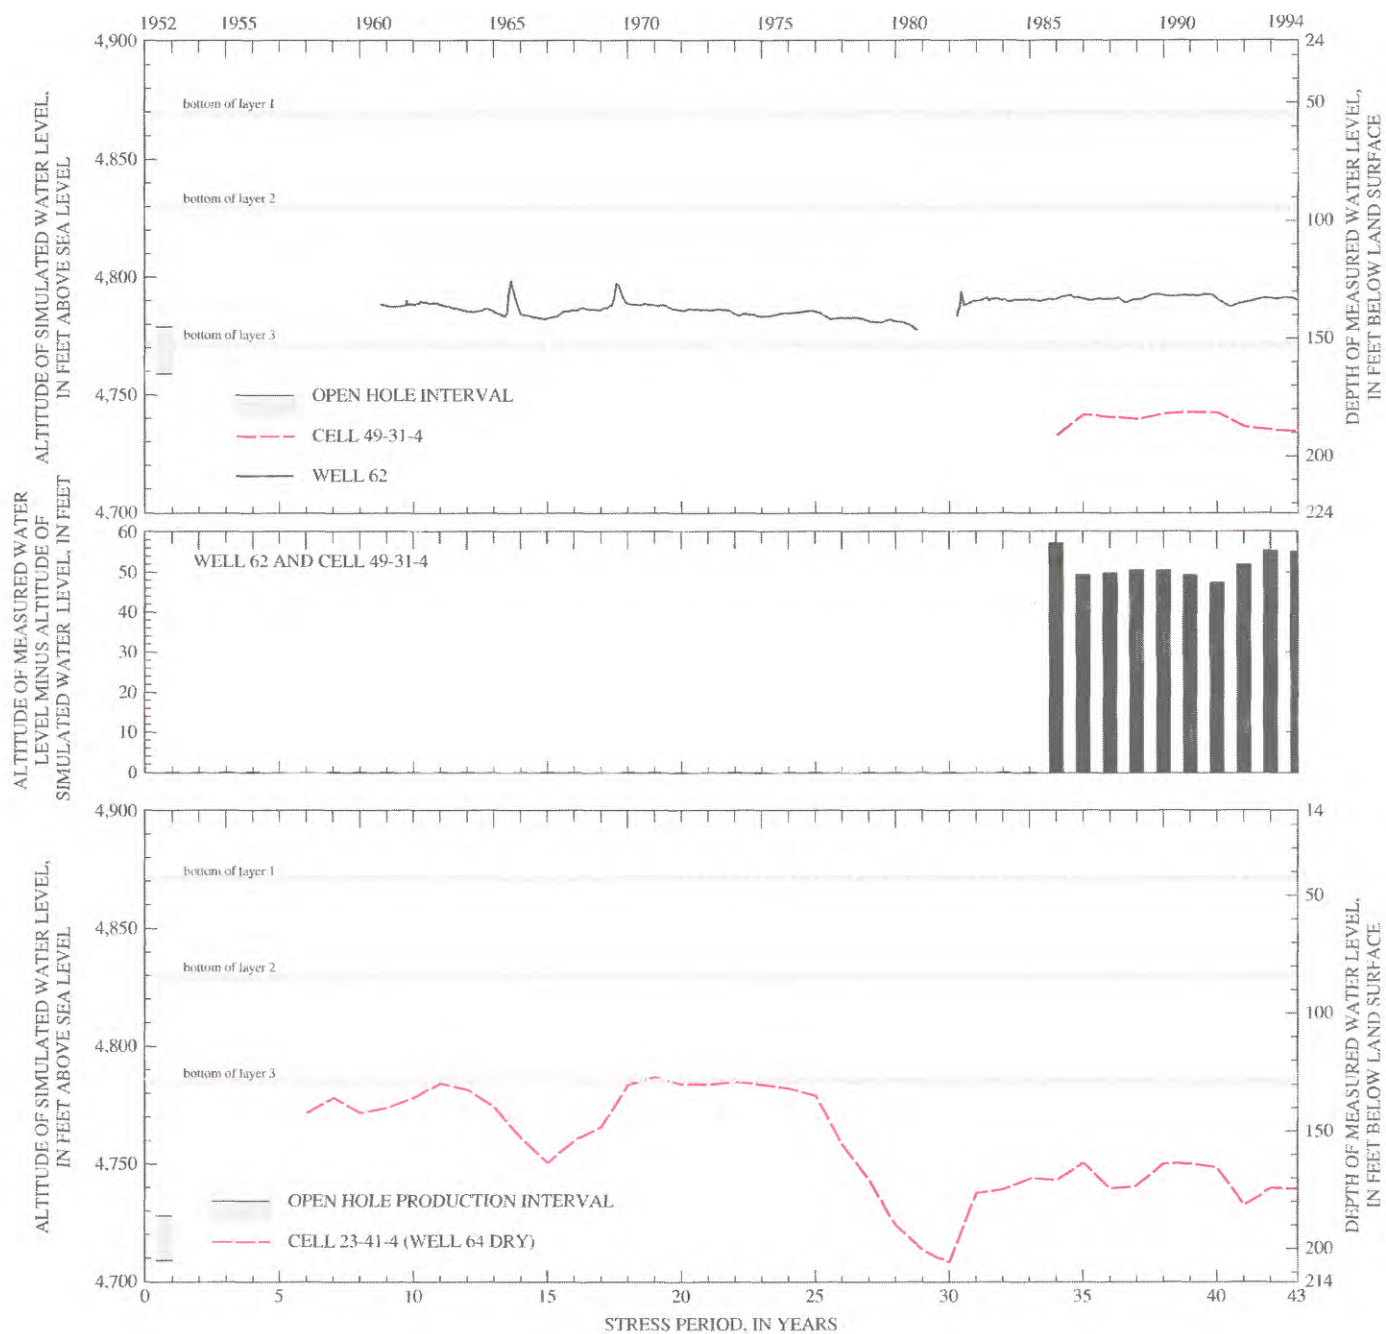 1952 1955 1960 1965 1970 1975 1980 1985 1990 1994
4,900 24
bottom of layer 1 50
4,850
bottom of layer 2 100
4,800
bottom of layer 3 150
4,750
200
4,700 224
ALTITUDE OF SIMULATED WATER LEVEL,
IN FEET ABOVE SEA LEVEL
DEPTH OF MEASURED WATER LEVEL,
IN FEET BELOW LAND SURFACE
OPEN HOLE INTERVAL
CELL 49-31-4
WELL 62
60
50
40
30
20
10
0
ALTITUDE OF MEASURED WATER
LEVEL MINUS ALTITUDE OF
SIMULATED WATER LEVEL, IN FEET
WELL 62 AND CELL 49-31-4
4,900 14
bottom of layer 1
50
4,850
bottom of layer 2
100
4,800
bottom of layer 3
150
4,750
200
4,700 214
ALTITUDE OF SIMULATED WATER LEVEL,
IN FEET ABOVE SEA LEVEL
DEPTH OF MEASURED WATER LEVEL,
IN FEET BELOW LAND SURFACE
OPEN HOLE PRODUCTION INTERVAL
CELL 23-41-4 (WELL 64 DRY)
0 5 10 15 20 25 30 35 40 43
STRESS PERIOD, IN YEARS